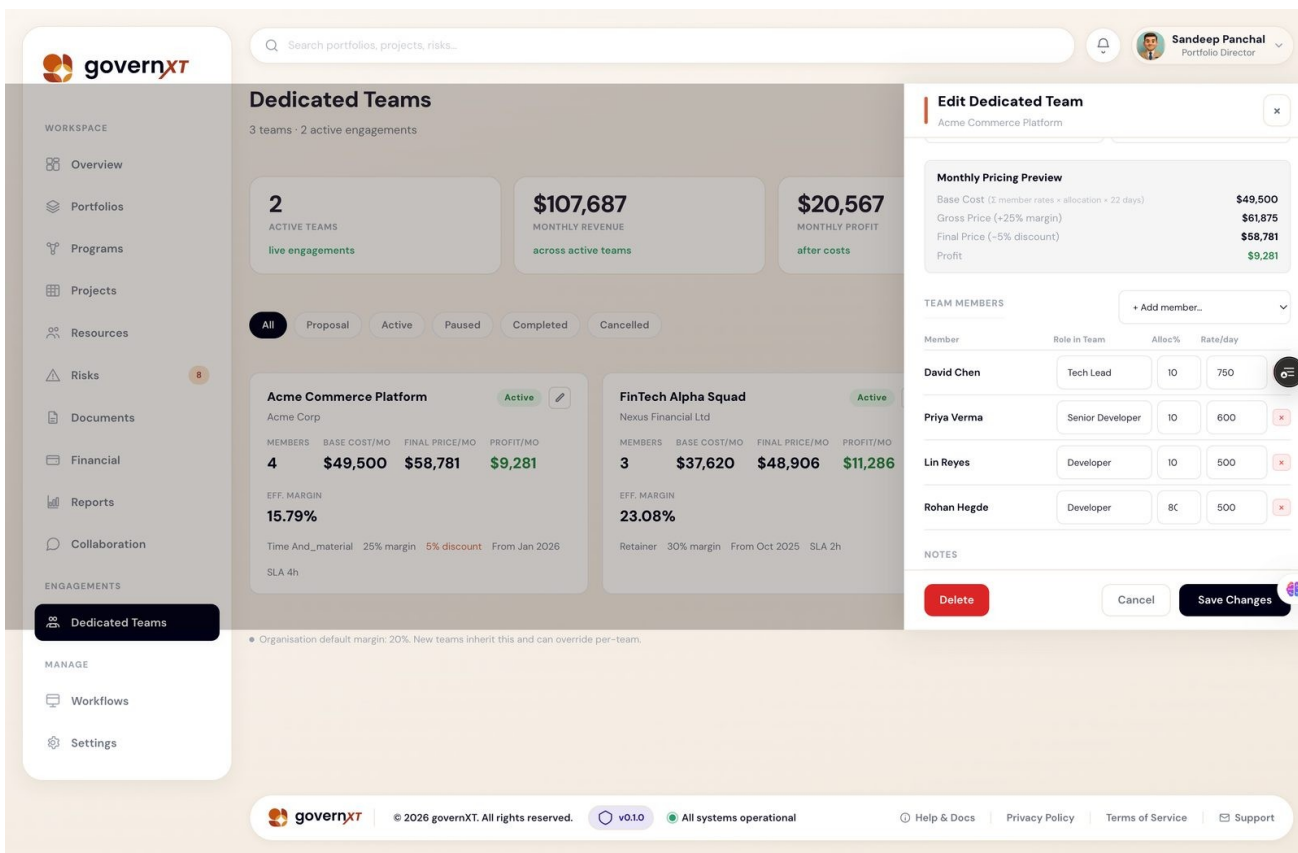 governXT
Search portfolios, projects, risks...
Sandeep Panchal
Portfolio Director
WORKSPACE
Overview
Portfolios
Programs
Projects
Resources
Risks
8
Documents
Financial
Reports
Collaboration
ENGAGEMENTS
Dedicated Teams
MANAGE
Workflows
Settings
Dedicated Teams
3 teams · 2 active engagements
2
ACTIVE TEAMS
live engagements
$107,687
MONTHLY REVENUE
across active teams
$20,567
MONTHLY PROFIT
after costs
All Proposal Active Paused Completed Cancelled
Acme Commerce Platform Active
Acme Corp
MEMBERS BASE COST/MO FINAL PRICE/MO PROFIT/MO
4 $49,500 $58,781 $9,281
EFF. MARGIN
15.79%
Time And_material 25% margin 5% discount From Jan 2026
SLA 4h
FinTech Alpha Squad Active
Nexus Financial Ltd
MEMBERS BASE COST/MO FINAL PRICE/MO PROFIT/MO
3 $37,620 $48,906 $11,286
EFF. MARGIN
23.08%
Retainer 30% margin From Oct 2025 SLA 2h
Organisation default margin: 20%. New teams inherit this and can override per-team.
Edit Dedicated Team
Acme Commerce Platform
×
Monthly Pricing Preview
Base Cost (Σ member rates × allocation × 22 days) $49,500
Gross Price (+25% margin) $61,875
Final Price (−5% discount) $58,781
Profit $9,281
TEAM MEMBERS + Add member...
Member Role in Team Alloc% Rate/day
David Chen Tech Lead 10 750
Priya Verma Senior Developer 10 600 ×
Lin Reyes Developer 10 500 ×
Rohan Hegde Developer 500 ×
NOTES
Delete Cancel Save Changes
governXT © 2026 governXT. All rights reserved. v0.1.0 All systems operational Help & Docs Privacy Policy Terms of Service Support